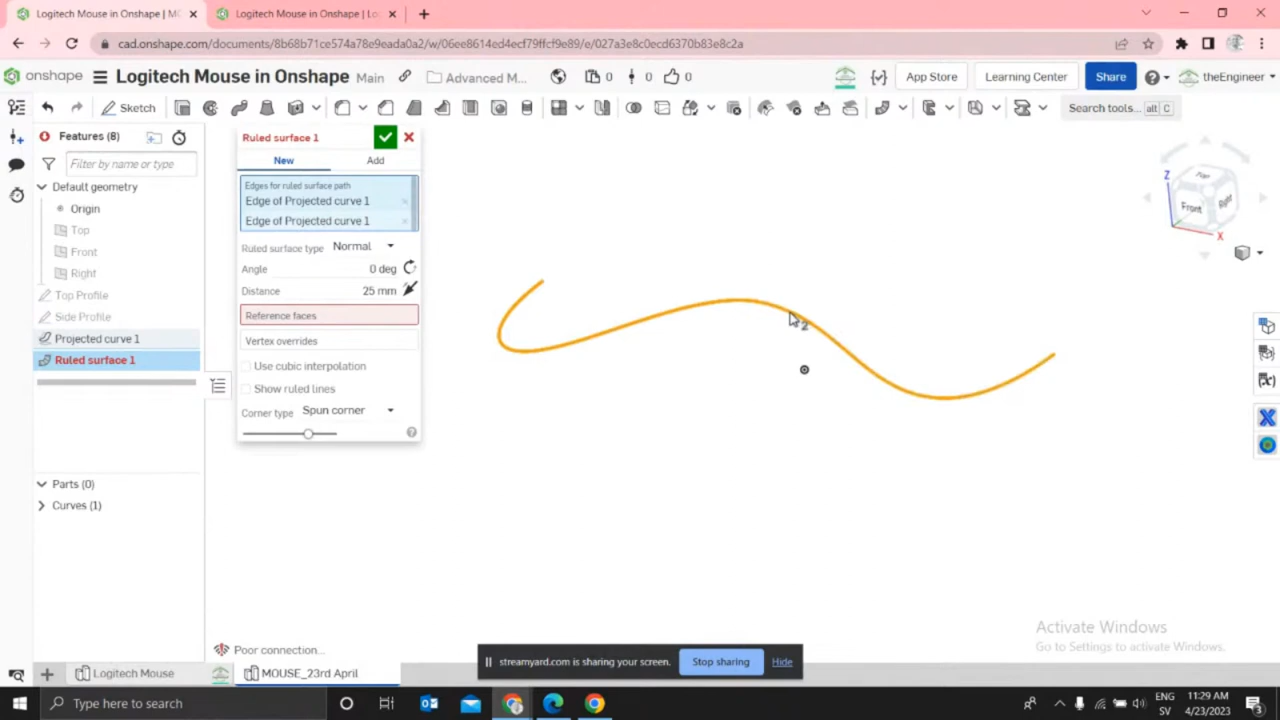 Logitech Mouse in Onshape | MO
Logitech Mouse in Onshape | Lo
cad.onshape.com/documents/8b68b71ce574a78e9eada0a2/w/06ee8614ed4ecf79ffcf9e89/e/027a3e8c0ecd6370b83e8c2a
onshape
Logitech Mouse in Onshape
Main
Advanced M...
0
0
0
App Store
Learning Center
Share
theEngineer
Sketch
Search tools...
alt
C
Features (8)
Filter by name or type
Default geometry
Origin
Top
Front
Right
Top Profile
Side Profile
Projected curve 1
Ruled surface 1
Parts (0)
Curves (1)
Ruled surface 1
New
Add
Edges for ruled surface path
Edge of Projected curve 1
Edge of Projected curve 1
Ruled surface type
Normal
Angle
0 deg
Distance
25 mm
Reference faces
Vertex overrides
Use cubic interpolation
Show ruled lines
Corner type
Spun corner
Z
Top
Front
Right
X
2
Activate Windows
Go to Settings to activate Windows.
Poor connection...
streamyard.com is sharing your screen.
Stop sharing
Hide
Logitech Mouse
MOUSE_23rd April
Type here to search
ENG
SV
11:29 AM
4/23/2023
3